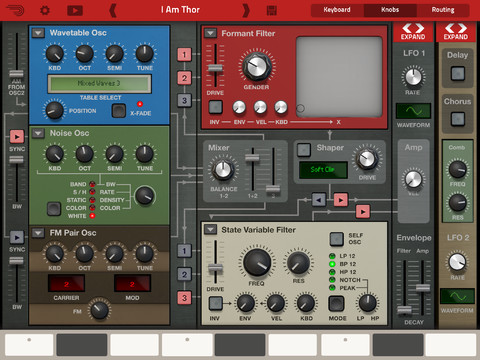 I Am Thor
Keyboard
Knobs
Routing
AM
FROM
OSC2
SYNC
BW
SYNC
BW
Wavetable Osc
KBD
OCT
SEMI
TUNE
Mixed Waves 3
TABLE SELECT
POSITION
X-FADE
Noise Osc
KBD
OCT
SEMI
TUNE
BAND
BW
S / H
RATE
STATIC
DENSITY
COLOR
COLOR
WHITE
FM Pair Osc
KBD
OCT
SEMI
TUNE
2
2
CARRIER
MOD
FM
1
2
3
DRIVE
Formant Filter
GENDER
INV
ENV
VEL
KBD
X
Mixer
BALANCE
1-2
1+2
3
Shaper
Soft Clip
DRIVE
1
2
3
DRIVE
State Variable Filter
FREQ
RES
SELF
OSC
LP 12
BP 12
HP 12
NOTCH
PEAK
INV
ENV
VEL
KBD
MODE
LP
HP
EXPAND
LFO 1
RATE
WAVEFORM
Amp
VEL
Envelope
A
D
DECAY
EXPAND
Delay
Chorus
Comb
FREQ
RES
LFO 2
RATE
WAVEFORM